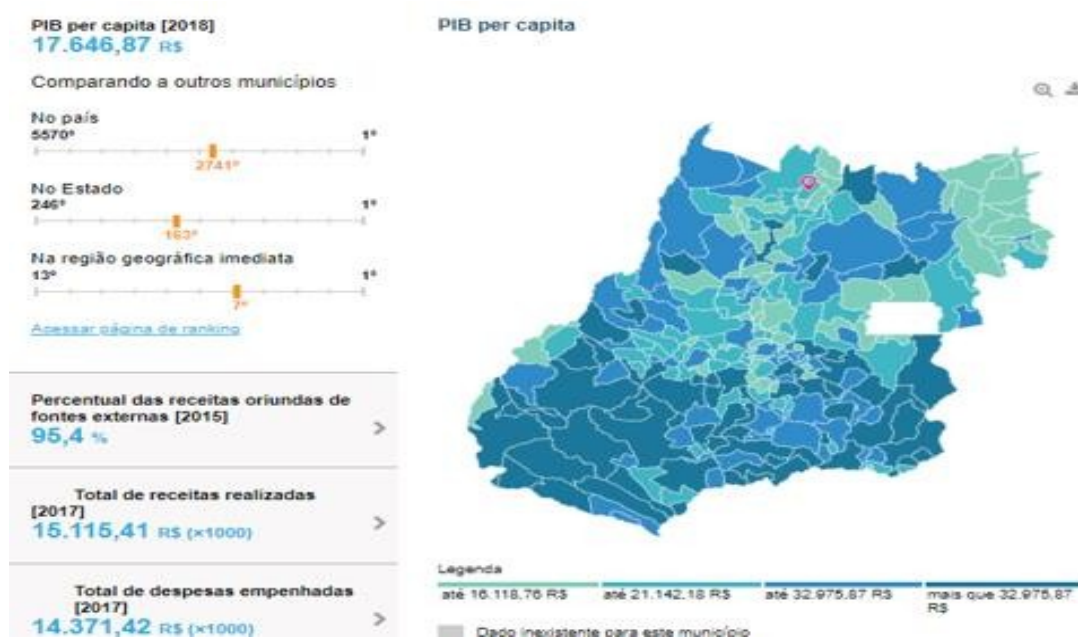 PIB per capita [2018]
17.646,87 R$
Comparando a outros municípios
No país
5570º
1º
2741º
No Estado
246º
1º
163º
Na região geográfica imediata
13º
1º
7º
Acessar página de ranking
Percentual das receitas oriundas de
fontes externas [2015]
95,4 %
>
Total de receitas realizadas
[2017]
15.115,41 R$ (×1000)
>
Total de despesas empenhadas
[2017]
14.371,42 R$ (×1000)
>
PIB per capita
Legenda
até 16.118,76 R$
até 21.142,18 R$
até 32.975,87 R$
mais que 32.975,87
R$
Dado inexistente para este município